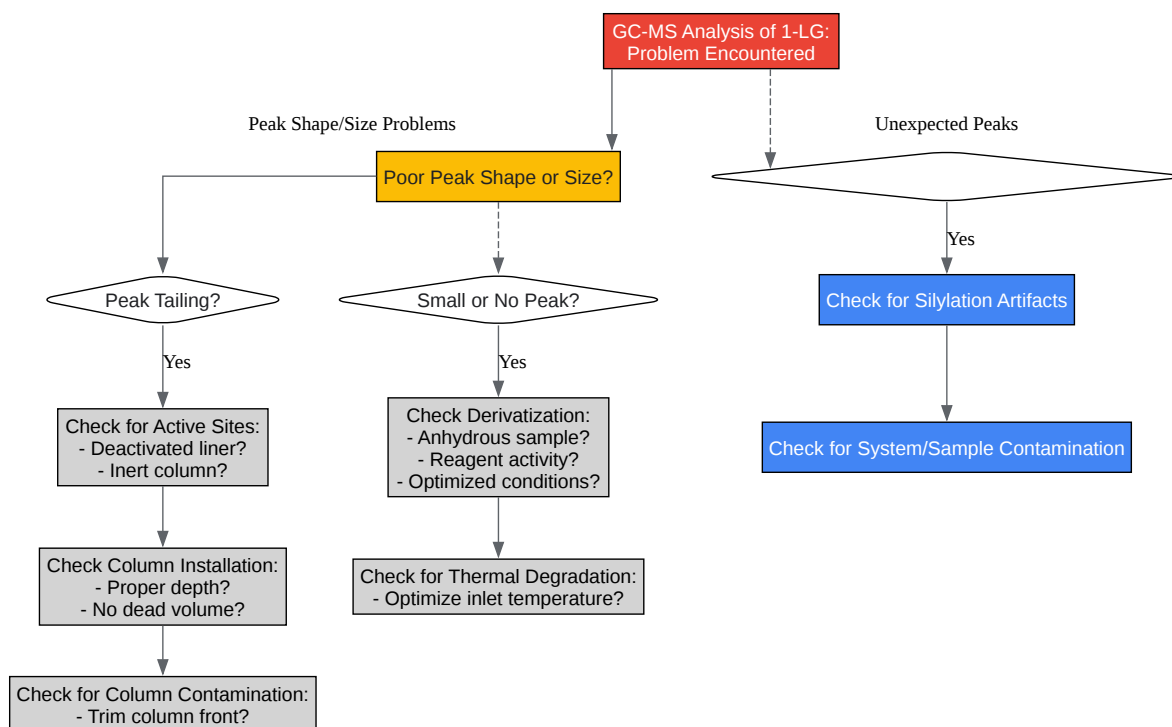 GC-MS Analysis of 1-LG:
Problem Encountered
Peak Shape/Size Problems
Unexpected Peaks
Poor Peak Shape or Size?
Yes
Peak Tailing?
Small or No Peak?
Check for Silylation Artifacts
Yes
Yes
Check for Active Sites:
- Deactivated liner?
- Inert column?
Check Derivatization:
- Anhydrous sample?
- Reagent activity?
- Optimized conditions?
Check for System/Sample Contamination
Check Column Installation:
- Proper depth?
- No dead volume?
Check for Thermal Degradation:
- Optimize inlet temperature?
Check for Column Contamination:
- Trim column front?